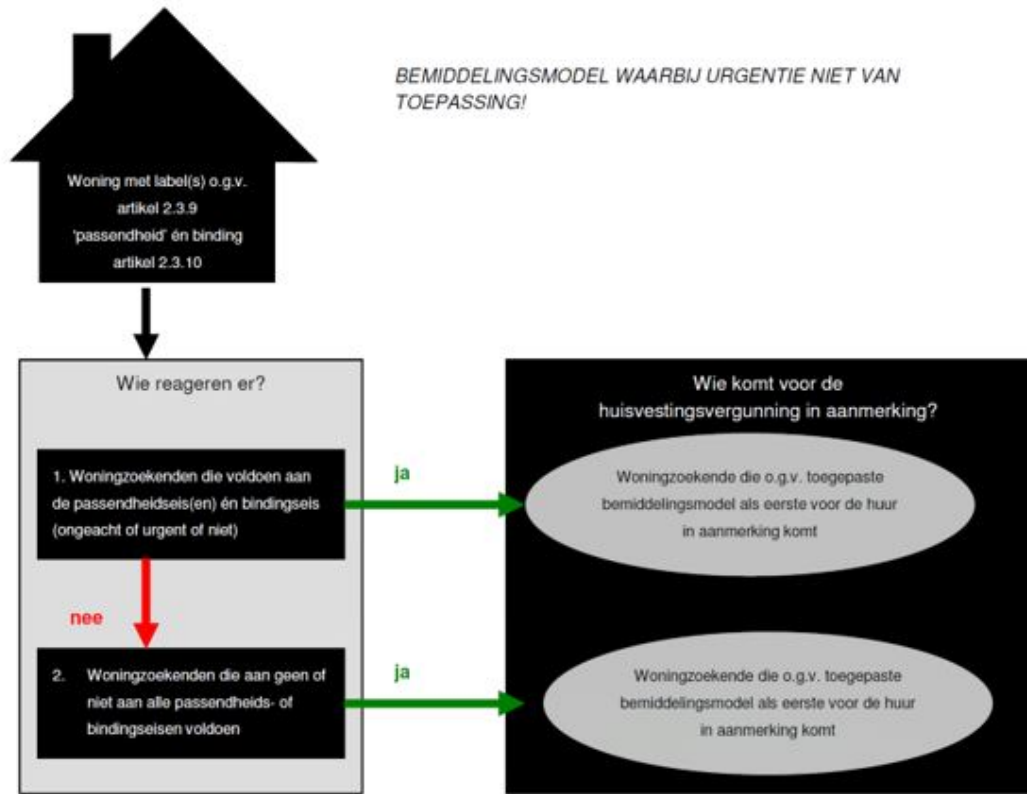 BEMIDDELINGSMODEL WAARBIJ URGENTIE NIET VAN
TOEPASSING!
Woning met label(s) o.g.v.
artikel 2.3.9
'passendheid' én binding
artikel 2.3.10
Wie reageren er?
1. Woningzoekenden die voldoen aan
de passendheidseis(en) én bindingseis
(ongeacht of urgent of niet)
ja
nee
2. Woningzoekenden die aan geen of
niet aan alle passendheids- of
bindingseisen voldoen
ja
Wie komt voor de
huisvestingsvergunning in aanmerking?
Woningzoekende die o.g.v. toegepaste
bemiddelingsmodel als eerste voor de huur
in aanmerking komt
Woningzoekende die o.g.v. toegepaste
bemiddelingsmodel als eerste voor de huur
in aanmerking komt